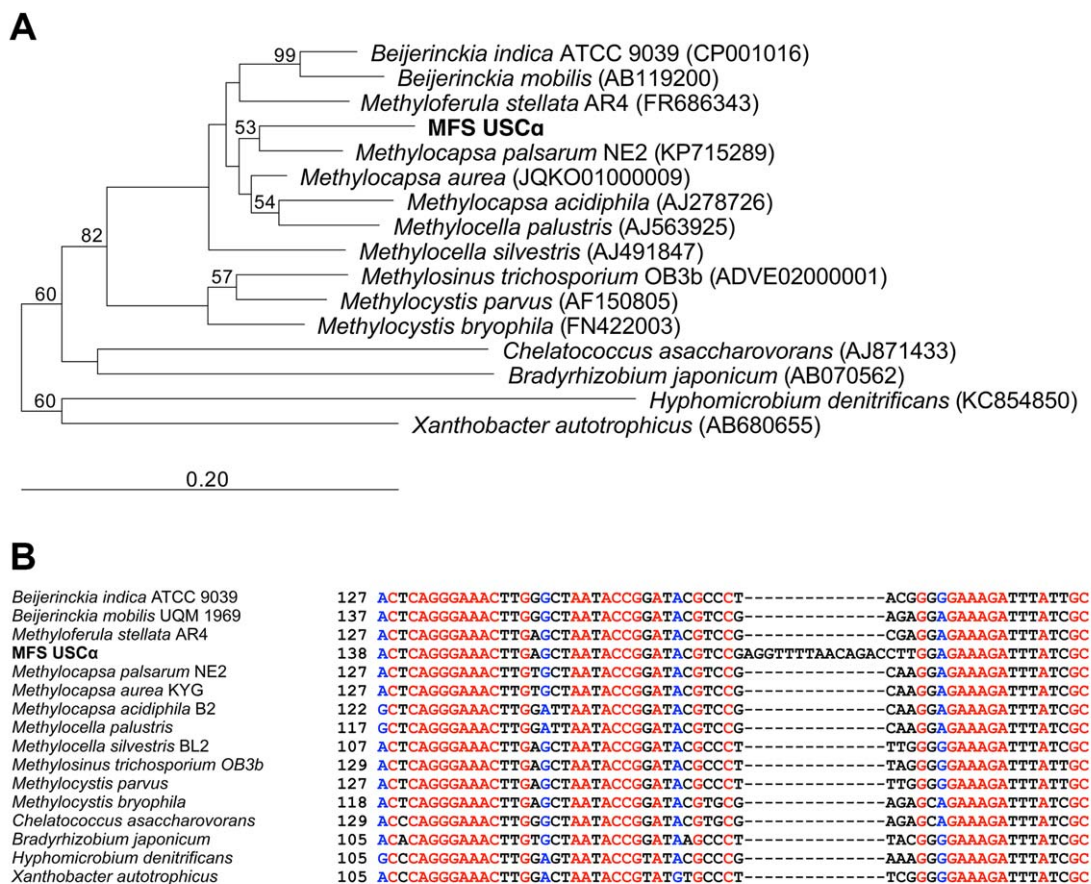 A
99
Beijerinckia indica ATCC 9039 (CP001016)
Beijerinckia mobilis (AB119200)
Methyloferula stellata AR4 (FR686343)
53
MFS USCα
Methylocapsa palsarum NE2 (KP715289)
Methylocapsa aurea (JQKO01000009)
54
Methylocapsa acidiphila (AJ278726)
Methylocella palustris (AJ563925)
82
Methylocella silvestris (AJ491847)
57
Methylosinus trichosporium OB3b (ADVE02000001)
60
Methylocystis parvus (AF150805)
Methylocystis bryophila (FN422003)
Chelatococcus asaccharovorans (AJ871433)
Bradyrhizobium japonicum (AB070562)
60
Hyphomicrobium denitrificans (KC854850)
Xanthobacter autotrophicus (AB680655)
0.20
B
Beijerinckia indica ATCC 9039 127 ACTCAGGGAAACTTGGGCTAATACCGGATACGCCCT--------------ACGGGGGAAAGATTTATTGC
Beijerinckia mobilis UQM 1969 137 ACTCAGGGAAACTTGGGCTAATACCGGATACGTCCG--------------AGAGGAGAAAGATTTATCGC
Methyloferula stellata AR4 127 ACTCAGGGAAACTTGAGCTAATACCGGATACGTCCG--------------CGAGGAGAAAGATTTATCGC
MFS USCα 138 ACTCAGGGAAACTTGAGCTAATACCGGATACGTCCGAGGTTTTAACAGACCTTGGAGAAAGATTTATCGC
Methylocapsa palsarum NE2 127 ACTCAGGGAAACTTGTGCTAATACCGGATACGTCCG--------------CAAGGAGAAAGATTTATCGC
Methylocapsa aurea KYG 127 ACTCAGGGAAACTTGTGCTAATACCGGATACGTCCG--------------CAAGGAGAAAGATTTATCGC
Methylocapsa acidiphila B2 122 GCTCAGGGAAACTTGGATTAATACCGGATACGTCCG--------------CAAGGAGAAAGATTTATCGC
Methylocella palustris 117 GCTCAGGGAAACTTGGATTAATACCGGATACGTCCG--------------CAAGGAGAAAGATTTATCGC
Methylocella silvestris BL2 107 ACTCAGGGAAACTTGAGCTAATACCGGATACGCCCT--------------TTGGGGGAAAGATTTATCGC
Methylosinus trichosporium OB3b 129 ACTCAGGGAAACTTGAGCTAATACCGGATACGCCCT--------------TAGGGGGAAAGATTTATTGC
Methylocystis parvus 127 ACTCAGGGAAACTTGAGCTAATACCGGATACGCCCT--------------TTGGGGGAAAGATTTATTGC
Methylocystis bryophila 118 ACTCAGGGAAACTTGAGCTAATACCGGATACGTGCG--------------AGAGCAGAAAGATTTATCGC
Chelatococcus asaccharovorans 129 ACCCAGGGAAACTTGGGCTAATACCGGATACGTGCG--------------AGAGCAGAAAGATTTATCGC
Bradyrhizobium japonicum 105 ACACAGGGAAACTTGTGCTAATACCGGATAAGCCCT--------------TACGGGGAAAGATTTATCGC
Hyphomicrobium denitrificans 105 GCCCAGGGAAACTTGGAGTAATACCGTATACGCCCG--------------AAAGGGGAAAGATTTATCGC
Xanthobacter autotrophicus 105 ACCCAGGGAAACTTGGACTAATACCGTATGTGCCCT--------------TCGGGGGAAAGATTTATCGC